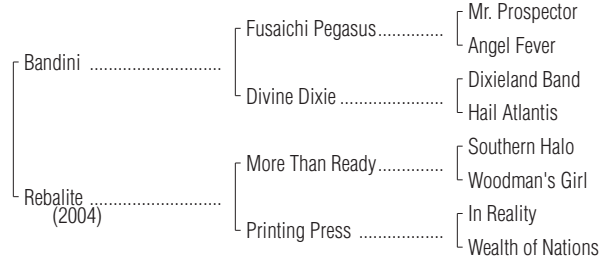 Mr. Prospector
Fusaichi Pegasus..............
Angel Fever
Bandini ...........................
Dixieland Band
Divine Dixie .....................
Hail Atlantis
Southern Halo
More Than Ready..............
Woodman's Girl
Rebalite ...........................
(2004)
In Reality
Printing Press .................
Wealth of Nations